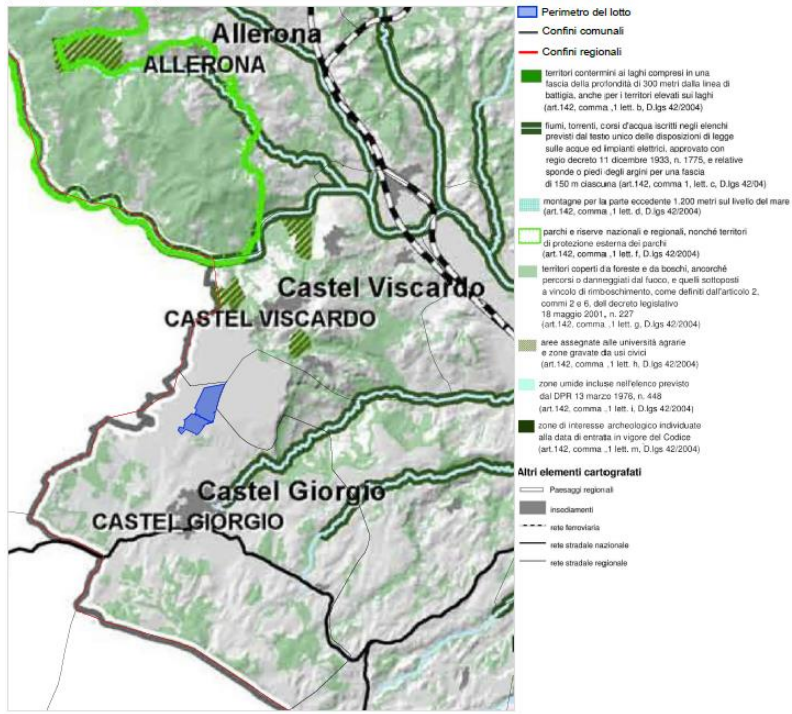 Allerona
ALLERONA
Castel Viscardo
CASTEL VISCARDO
Castel Giorgio
CASTEL GIORGIO
Perimetro del lotto
Confini comunali
Confini regionali
territori contermini ai laghi compresi in una
fascia della profondità di 300 metri dalla linea di
battigia, anche per i territori elevati sui laghi
(art.142, comma ,1 lett. b, D.lgs 42/2004)
fiumi, torrenti, corsi d'acqua iscritti negli elenchi
previsti dal testo unico delle disposizioni di legge
sulle acque ed impianti elettrici, approvato con
regio decreto 11 dicembre 1933, n. 1775, e relative
sponde o piedi degli argini per una fascia
di 150 m ciascuna (art.142, comma 1, lett. c, D.lgs 42/04)
montagne per la parte eccedente 1.200 metri sul livello del mare
(art.142, comma ,1 lett. d, D.lgs 42/2004)
parchi e riserve nazionali e regionali, nonché territori
di protezione esterna dei parchi
(art.142, comma ,1 lett. f, D.lgs 42/2004)
territori coperti da foreste e da boschi, ancorché
percorsi o danneggiati dal fuoco, e quelli sottoposti
a vincolo di rimboschimento, come definiti dall'articolo 2,
commi 2 e 6, del decreto legislativo
18 maggio 2001, n. 227
(art.142, comma ,1 lett. g, D.lgs 42/2004)
aree assegnate alle università agrarie
e zone gravate da usi civici
(art.142, comma ,1 lett. h, D.lgs 42/2004)
zone umide incluse nell'elenco previsto
dal DPR 13 marzo 1976, n. 448
(art.142, comma ,1 lett. i, D.lgs 42/2004)
zone di interesse archeologico individuate
alla data di entrata in vigore del Codice
(art.142, comma ,1 lett. m, D.lgs 42/2004)
Altri elementi cartografati
Paesaggi regionali
insediamenti
rete ferroviaria
rete stradale nazionale
rete stradale regionale